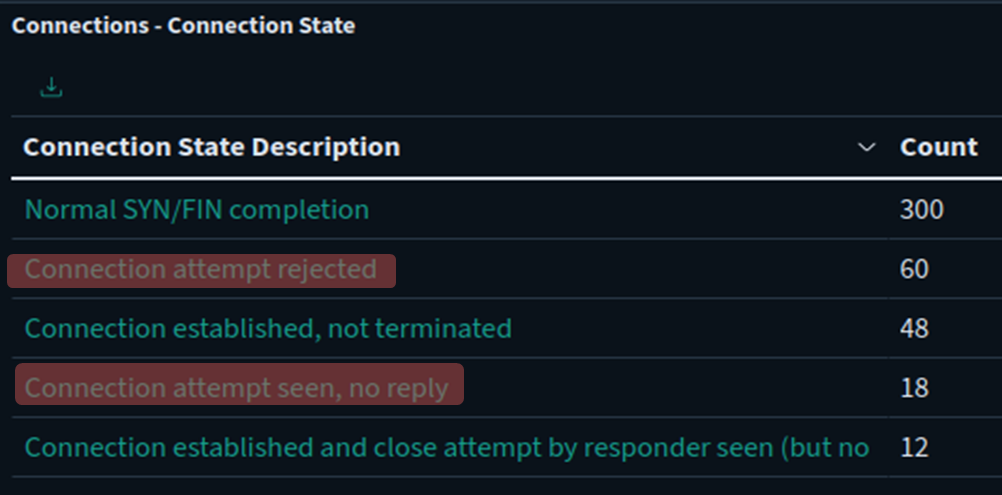 Connections - Connection State
Connection State Description Count
Normal SYN/FIN completion 300
Connection attempt rejected 60
Connection established, not terminated 48
Connection attempt seen, no reply 18
Connection established and close attempt by responder seen (but no 12